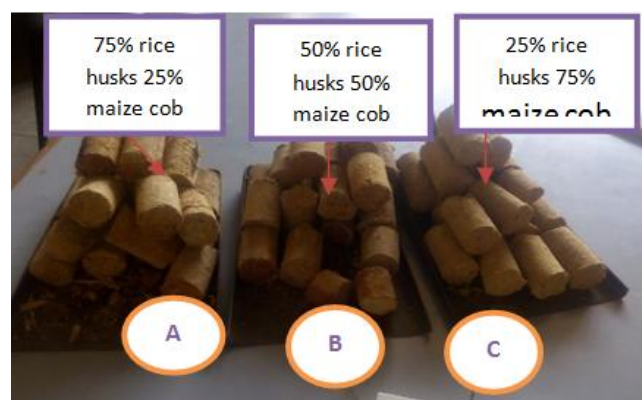 75% rice
husks 25%
maize cob
50% rice
husks 50%
maize cob
25% rice
husks 75%
maize cob
A
B
C